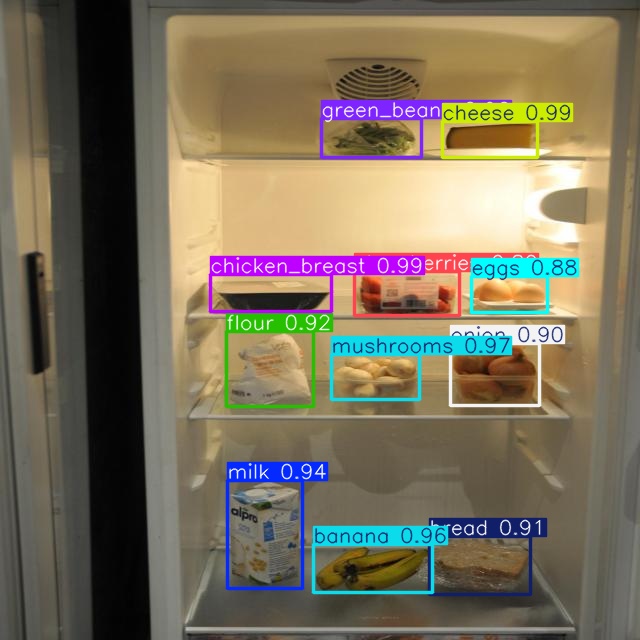 green_bean
cheese 0.99
chicken_breast 0.99
erries
eggs 0.88
flour 0.92
mushrooms 0.97
onion 0.90
milk 0.94
alpro
banana 0.96
bread 0.91